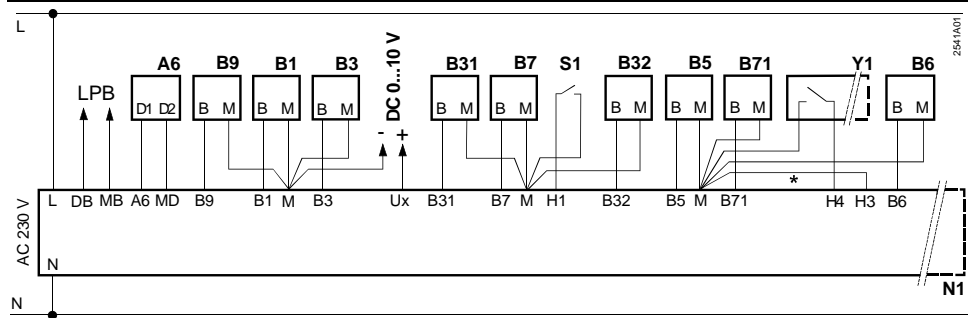 L
2541A01
A6 B9 B1 B3 DC 0...10 V B31 B7 S1 B32 B5 B71 Y1 B6
LPB
D1 D2 B M B M B M B M B M B M B M B M B M
- +
*
L DB MB A6 MD B9 B1 M B3 Ux B31 B7 M H1 B32 B5 M B71 H4 H3 B6
AC 230 V
N
N1
N